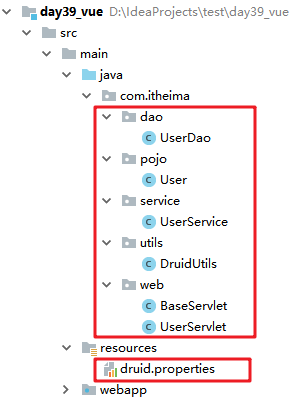 day39_vue D:\IdeaProjects\test\day39_vue
src
main
java
com.itheima
dao
UserDao
pojo
User
service
UserService
utils
DruidUtils
web
BaseServlet
UserServlet
resources
druid.properties
webapp